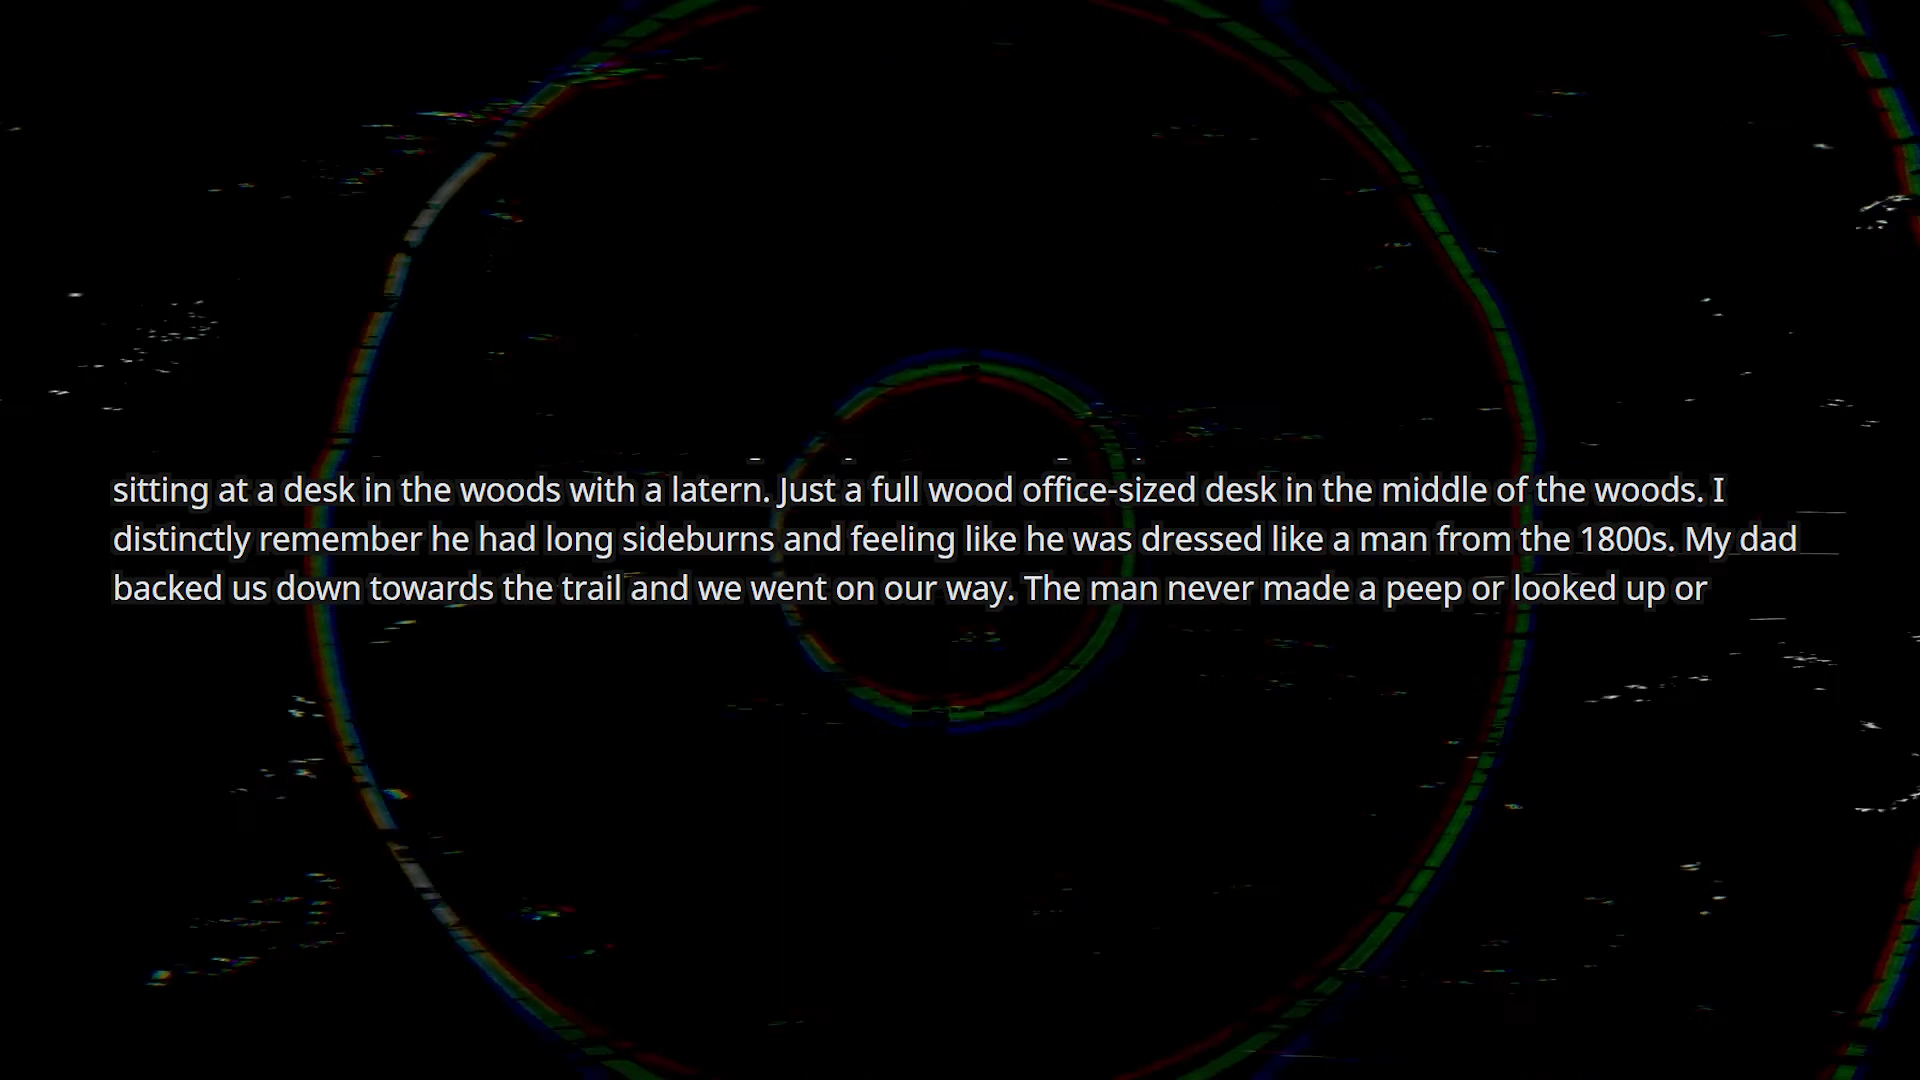 sitting at a desk in the woods with a latern. Just a full wood office-sized desk in the middle of the woods. I
distinctly remember he had long sideburns and feeling like he was dressed like a man from the 1800s. My dad
backed us down towards the trail and we went on our way. The man never made a peep or looked up or